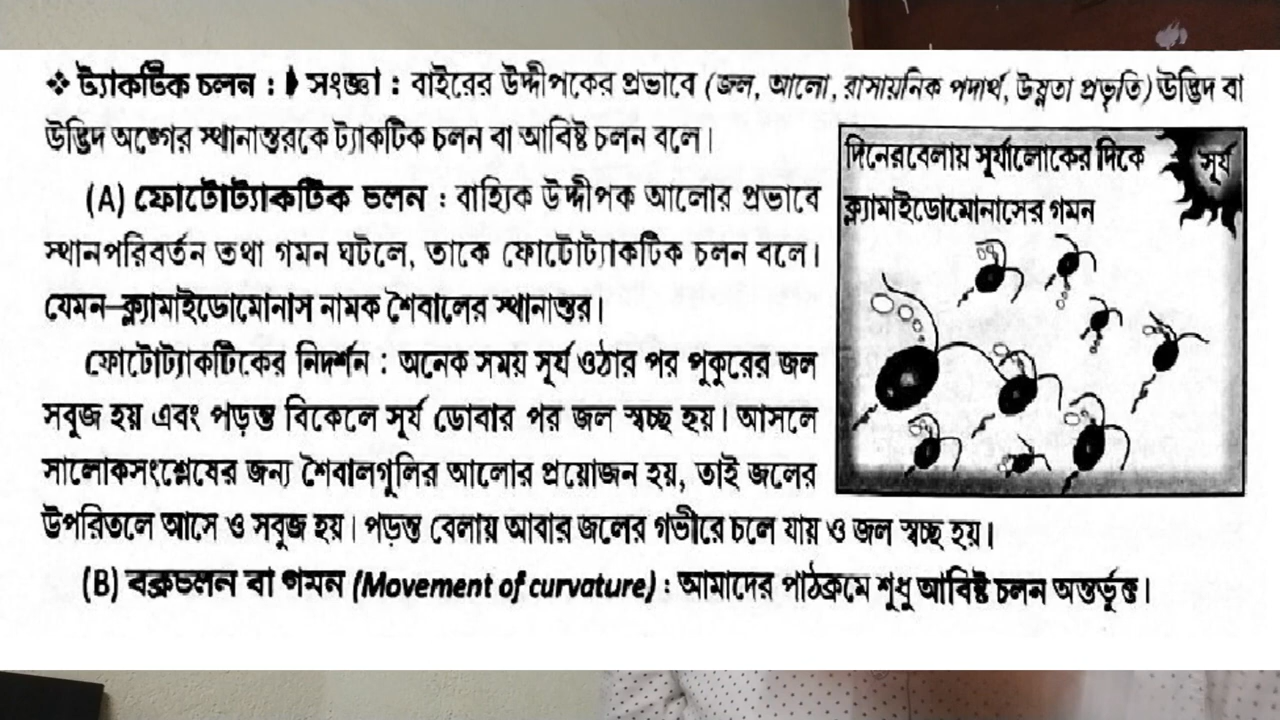 ❖ ট্যাকটিক চলন : ▶ সংজ্ঞা : বাইরের উদ্দীপকের প্রভাবে (জল, আলো, রাসায়নিক পদার্থ, উষ্ণতা প্রভৃতি) উদ্ভিদ বা
উদ্ভিদ অঙ্গের স্থানান্তরকে ট্যাকটিক চলন বা আবিষ্ট চলন বলে।
(A) ফোটোট্যাকটিক চলন : বাহ্যিক উদ্দীপক আলোর প্রভাবে
স্থানপরিবর্তন তথা গমন ঘটলে, তাকে ফোটোট্যাকটিক চলন বলে।
যেমন—ক্ল্যামাইডোমোনাস নামক শৈবালের স্থানান্তর।
ফোটোট্যাকটিকের নিদর্শন : অনেক সময় সূর্য ওঠার পর পুকুরের জল
সবুজ হয় এবং পড়ন্ত বিকেলে সূর্য ডোবার পর জল স্বচ্ছ হয়। আসলে
সালোকসংশ্লেষের জন্য শৈবালগুলির আলোর প্রয়োজন হয়, তাই জলের
উপরিতলে আসে ও সবুজ হয়। পড়ন্ত বেলায় আবার জলের গভীরে চলে যায় ও জল স্বচ্ছ হয়।
(B) বক্রচলন বা গমন (Movement of curvature) : আমাদের পাঠক্রমে শুধু আবিষ্ট চলন অন্তর্ভুক্ত।
দিনেরবেলায় সূর্যালোকের দিকে
ক্ল্যামাইডোমোনাসের গমন
সূর্য